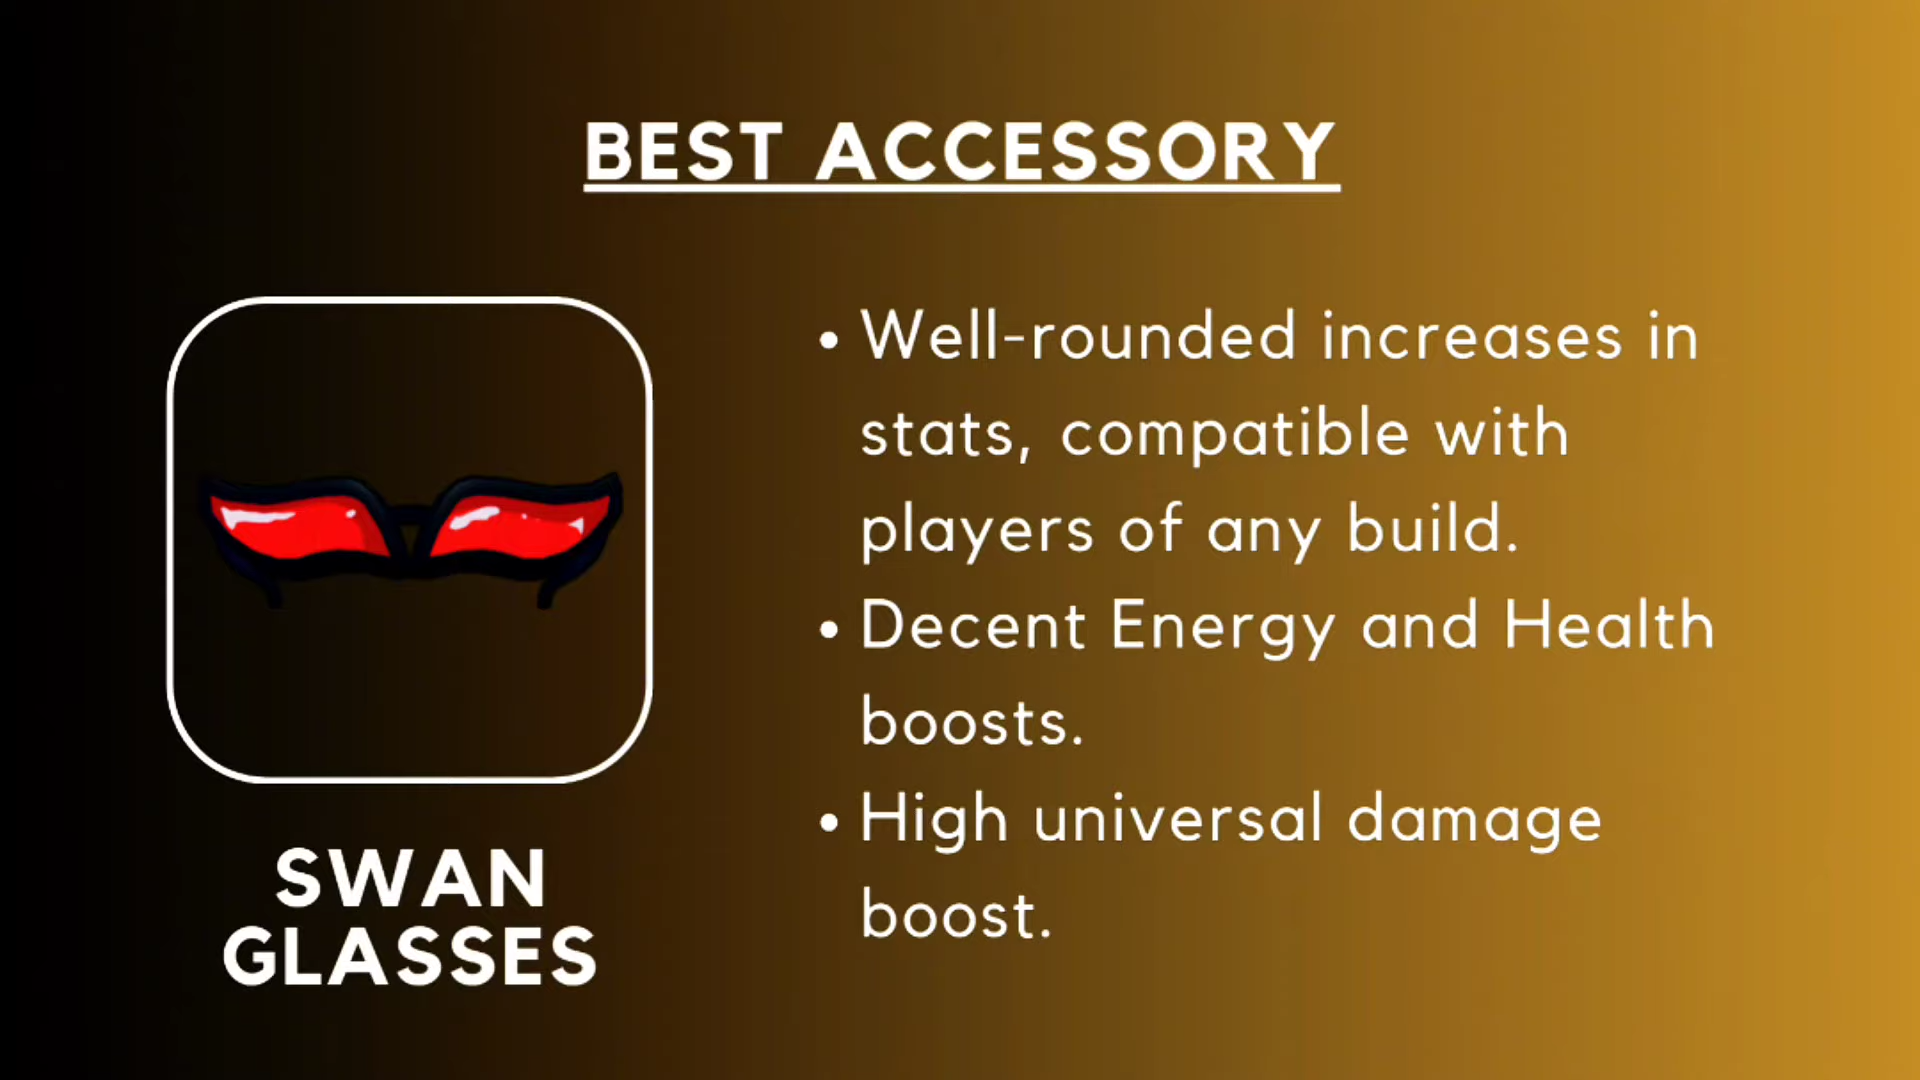 BEST ACCESSORY
SWAN
GLASSES
• Well-rounded increases in
stats, compatible with
players of any build.
• Decent Energy and Health
boosts.
• High universal damage
boost.